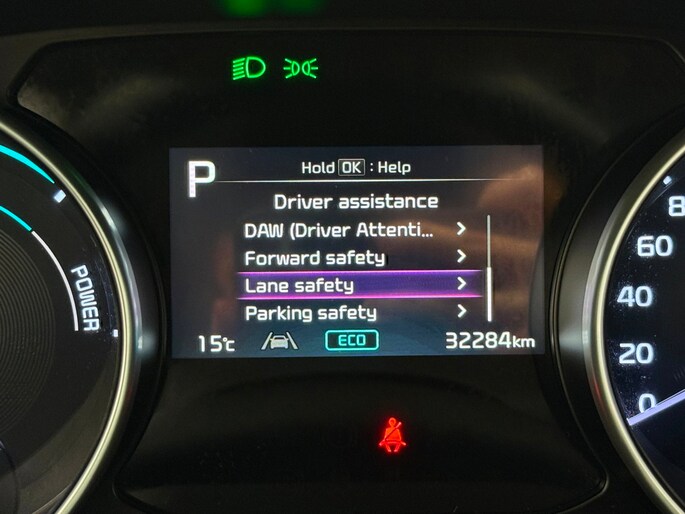 P
Hold OK : Help
Driver assistance
DAW (Driver Attenti...
Forward safety
Lane safety
Parking safety
15°c
ECO
32284km
POWER
8
60
40
20
0